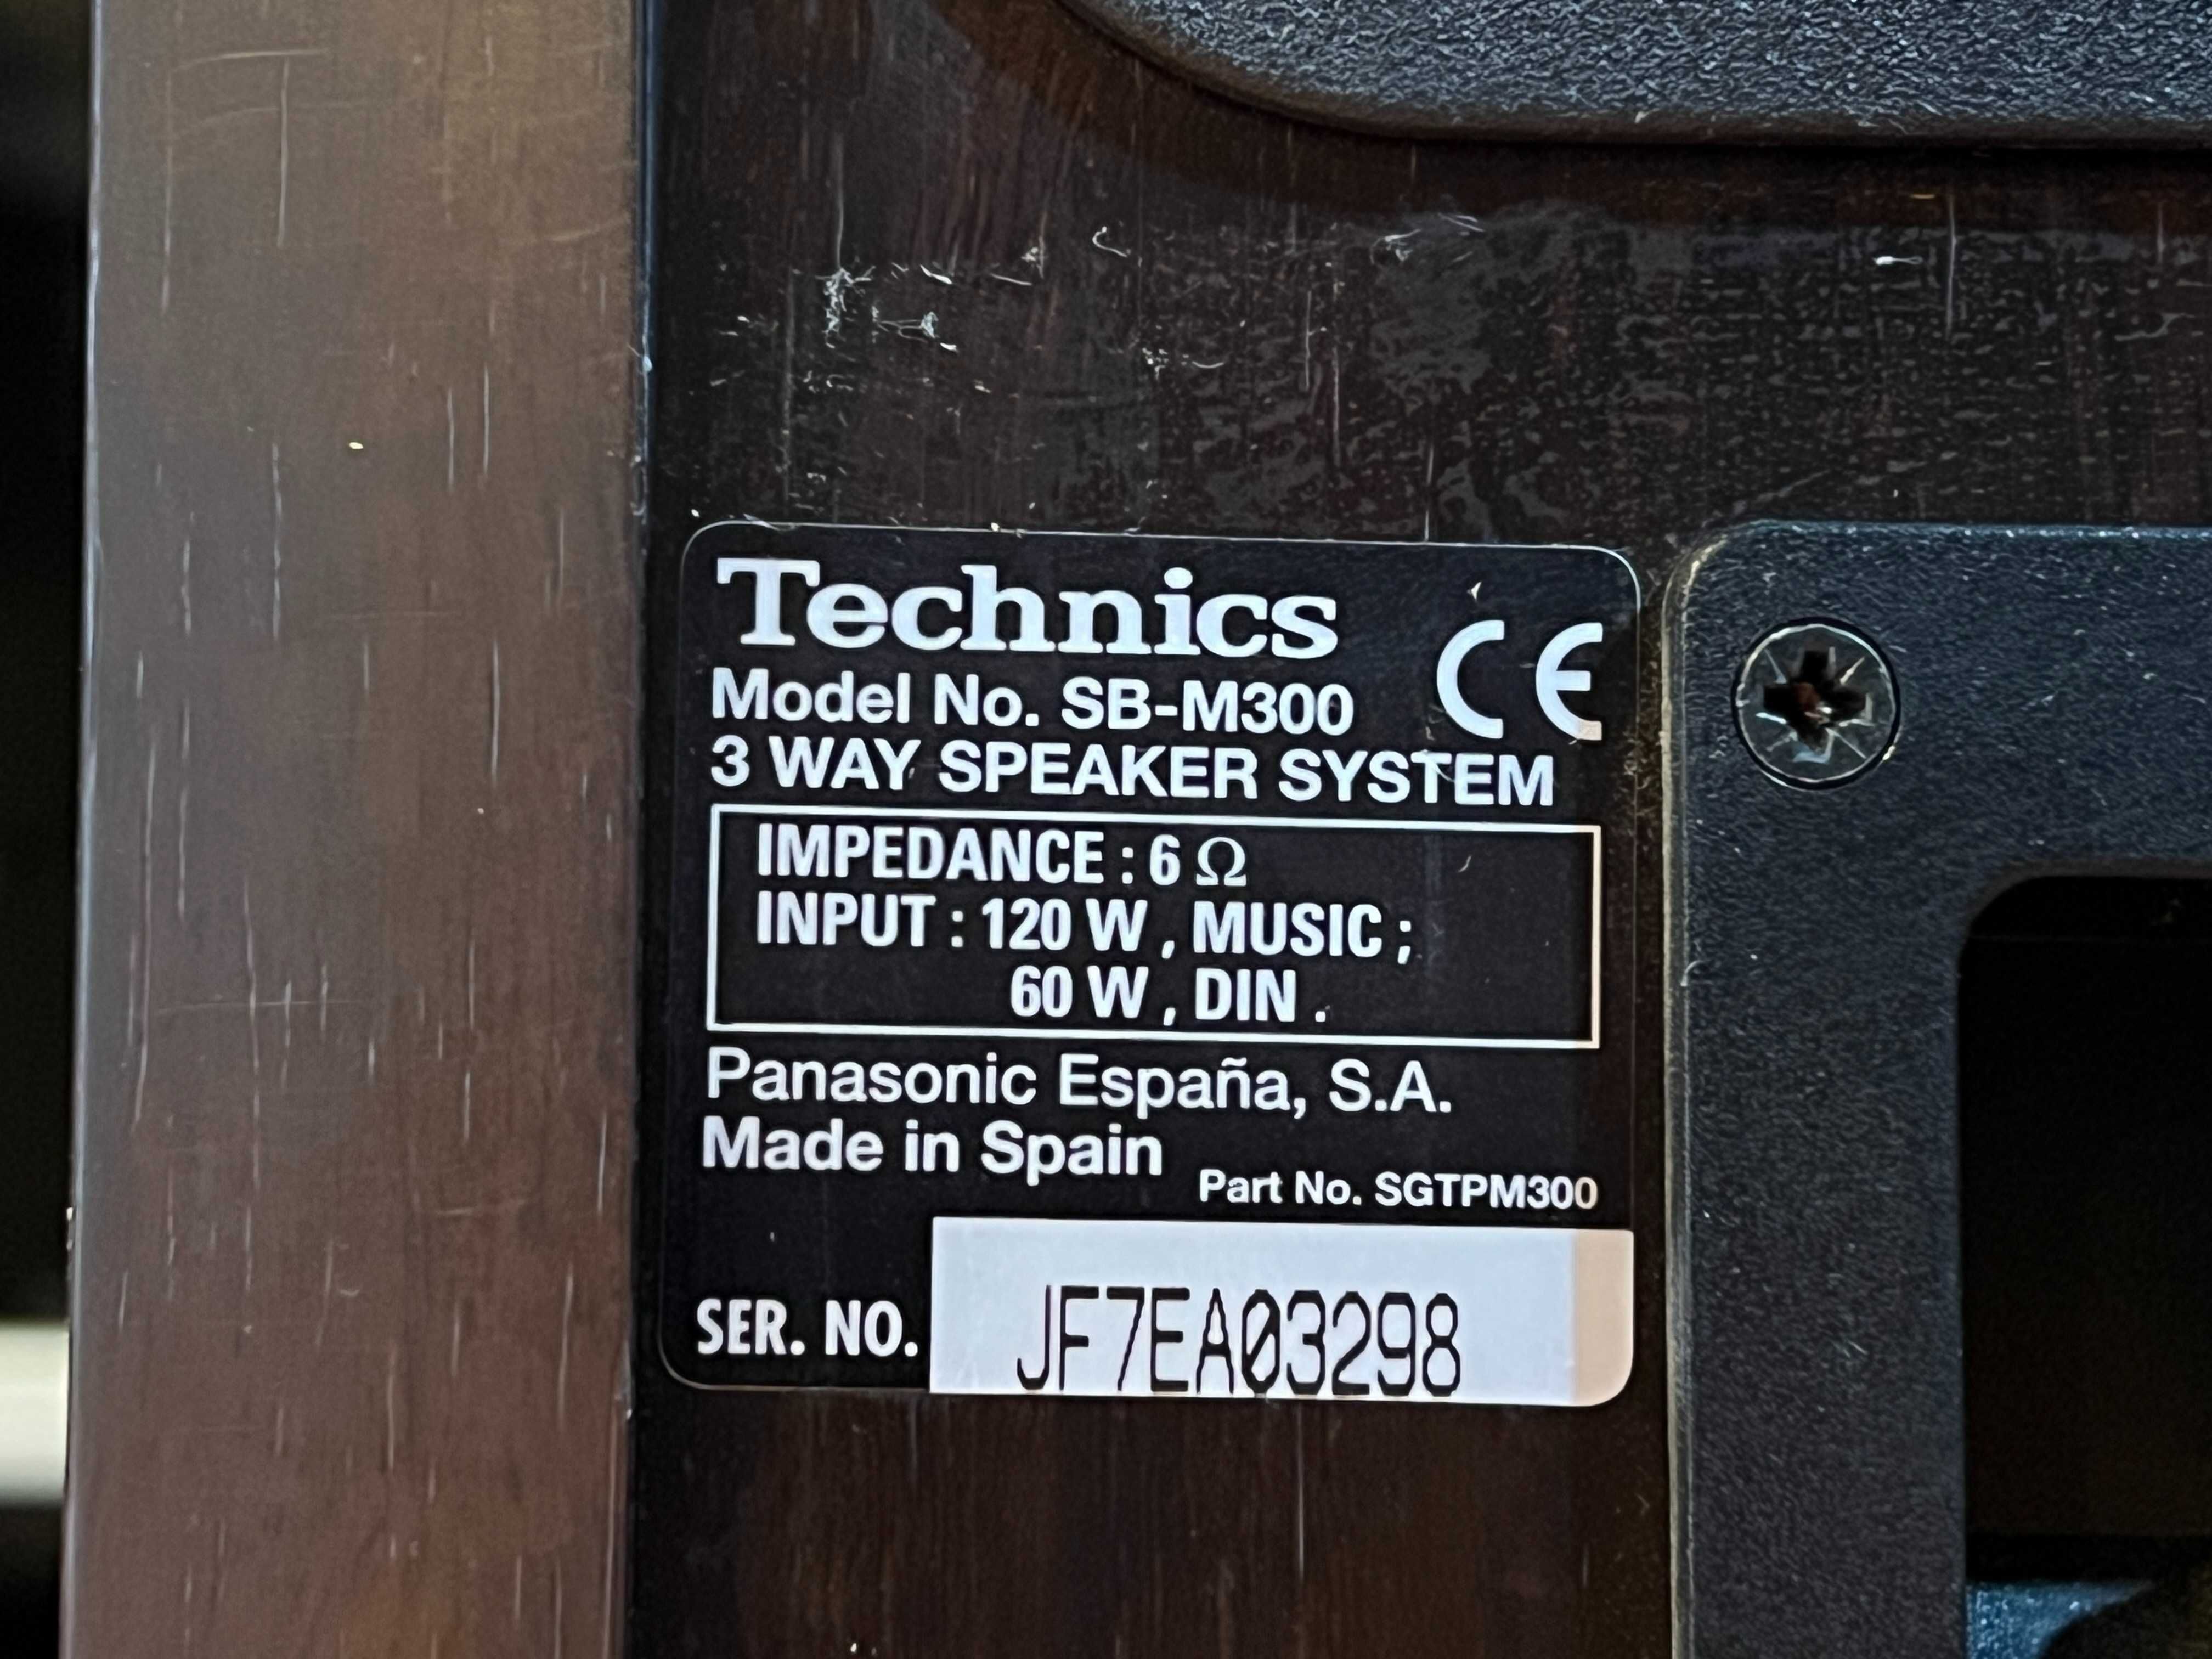 Technics
CE
Model No. SB-M300
3 WAY SPEAKER SYSTEM
IMPEDANCE : 6 Ω
INPUT : 120 W , MUSIC ;
60 W , DIN .
Panasonic España, S.A.
Made in Spain
Part No. SGTPM300
SER. NO. JF7EA03298